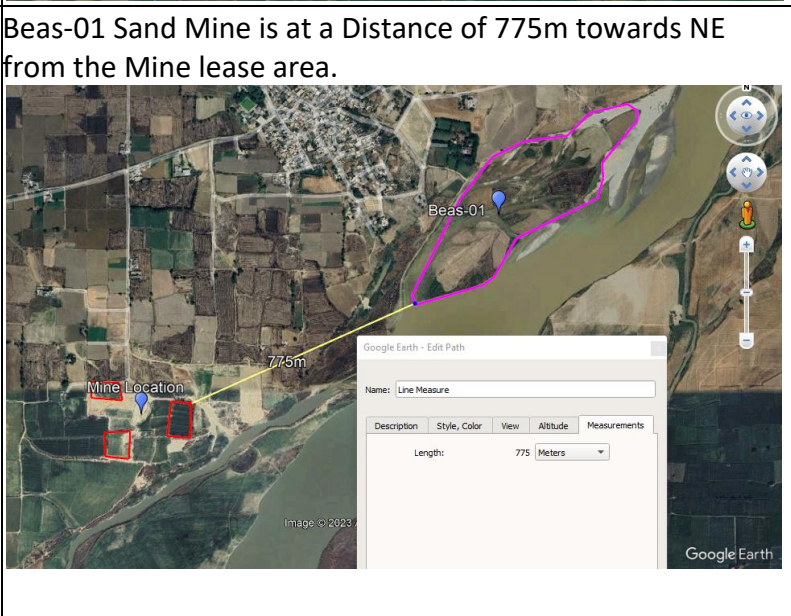 Beas-01 Sand Mine is at a Distance of 775m towards NE
from the Mine lease area.
N
Beas-01
775m
Mine Location
Google Earth - Edit Path
Name: Line Measure
Description Style, Color View Altitude Measurements
Length: 775 Meters
Image © 2023
Google Earth